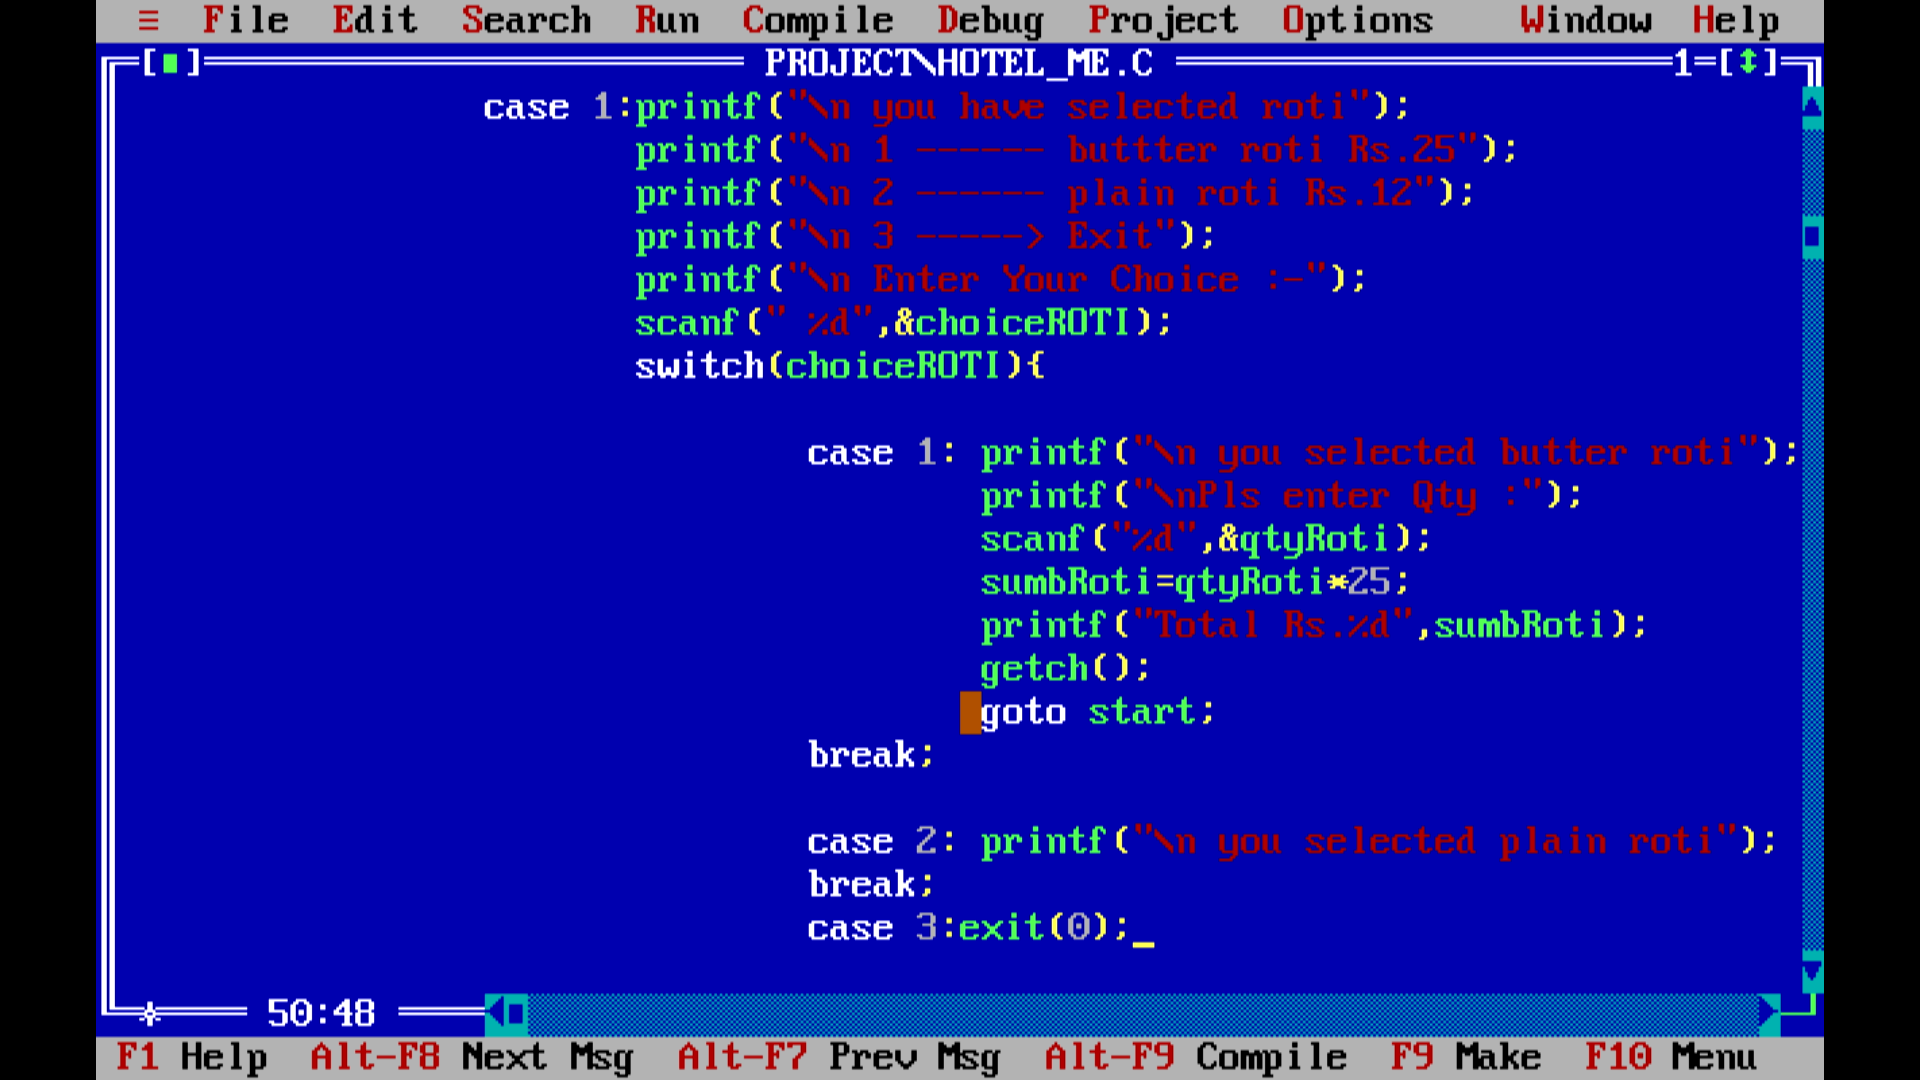 ≡ File Edit Search Run Compile Debug Project Options Window Help
[■] PROJECT\HOTEL_ME.C 1=[↕]
case 1:printf("\n you have selected roti");
printf("\n 1 ------ buttter roti Rs.25");
printf("\n 2 ------ plain roti Rs.12");
printf("\n 3 -----> Exit");
printf("\n Enter Your Choice :-");
scanf(" %d",&choiceROTI);
switch(choiceROTI){
case 1: printf("\n you selected butter roti");
printf("\nPls enter Qty :");
scanf("%d",&qtyRoti);
sumbRoti=qtyRoti*25;
printf("Total Rs.%d",sumbRoti);
getch();
goto start;
break;
case 2: printf("\n you selected plain roti");
break;
case 3:exit(0);
50:48
F1 Help Alt-F8 Next Msg Alt-F7 Prev Msg Alt-F9 Compile F9 Make F10 Menu